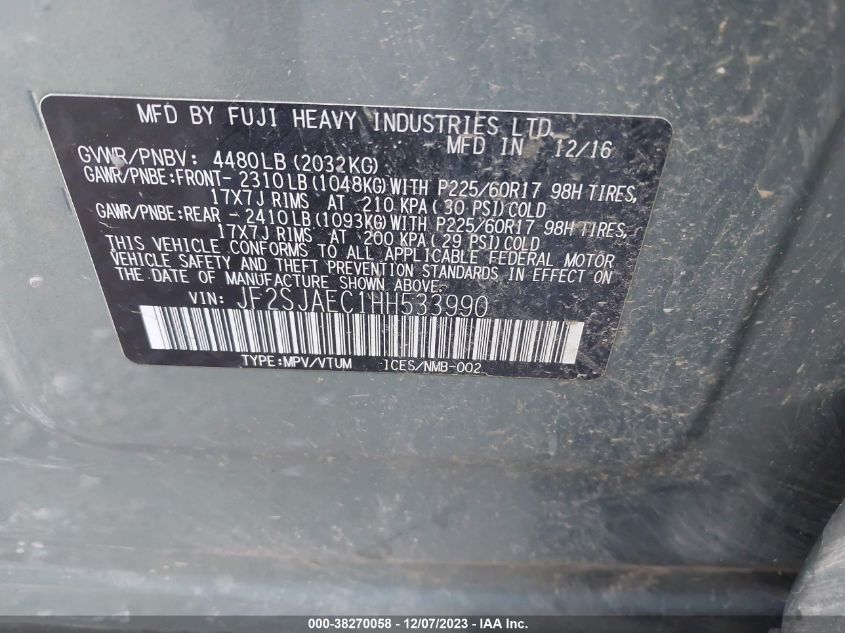 MFD BY FUJI HEAVY INDUSTRIES LTD.
MFD IN 12/16
GVWR/PNBV: 4480LB (2032KG)
GAWR/PNBE:FRONT- 2310LB (1048KG) WITH P225/60R17 98H TIRES,
17X7J RIMS AT 210 KPA (30 PSI) COLD
GAWR/PNBE:REAR - 2410LB (1093KG) WITH P225/60R17 98H TIRES,
17X7J RIMS AT 200 KPA (29 PSI) COLD
THIS VEHICLE CONFORMS TO ALL APPLICABLE FEDERAL MOTOR
VEHICLE SAFETY AND THEFT PREVENTION STANDARDS IN EFFECT ON
THE DATE OF MANUFACTURE SHOWN ABOVE.
VIN: JF2SJAEC1HH533990
TYPE:MPV/VTUM ICES/NMB-002
000-38270058 - 12/07/2023 - IAA Inc.